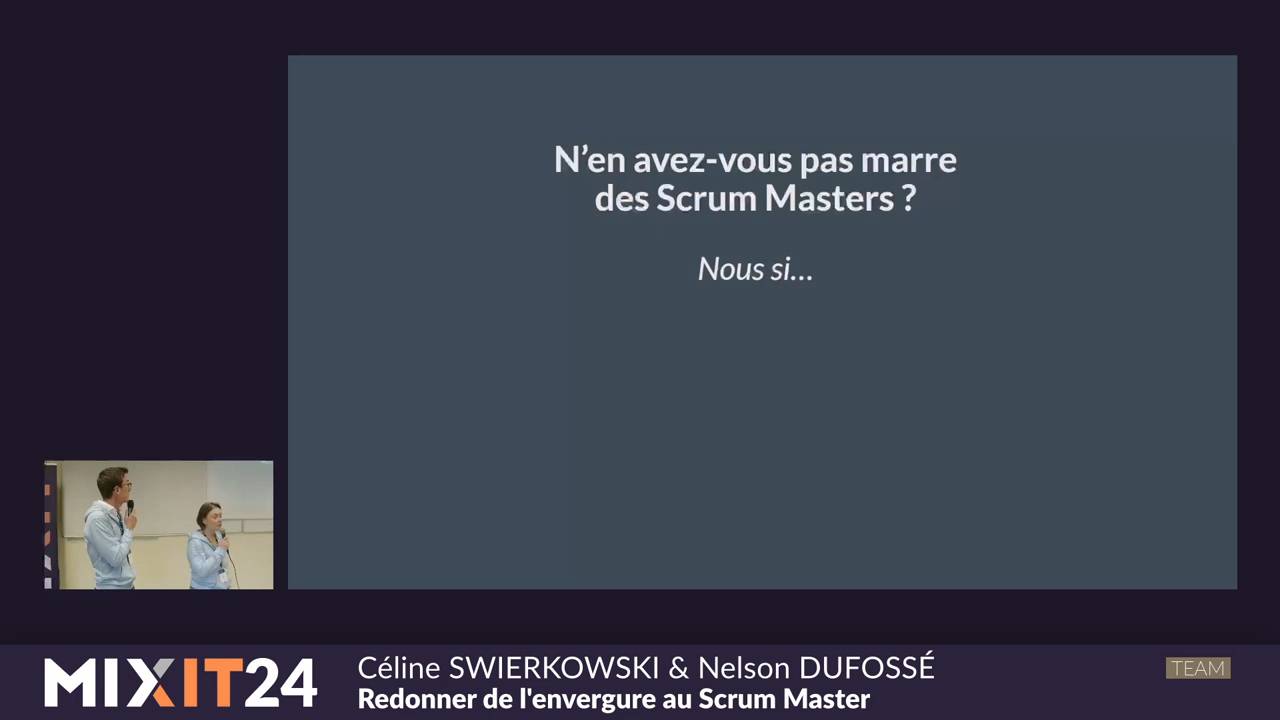 N’en avez-vous pas marre
des Scrum Masters ?
Nous si...
MIXIT24
Céline SWIERKOWSKI & Nelson DUFOSSÉ
Redonner de l'envergure au Scrum Master
TEAM